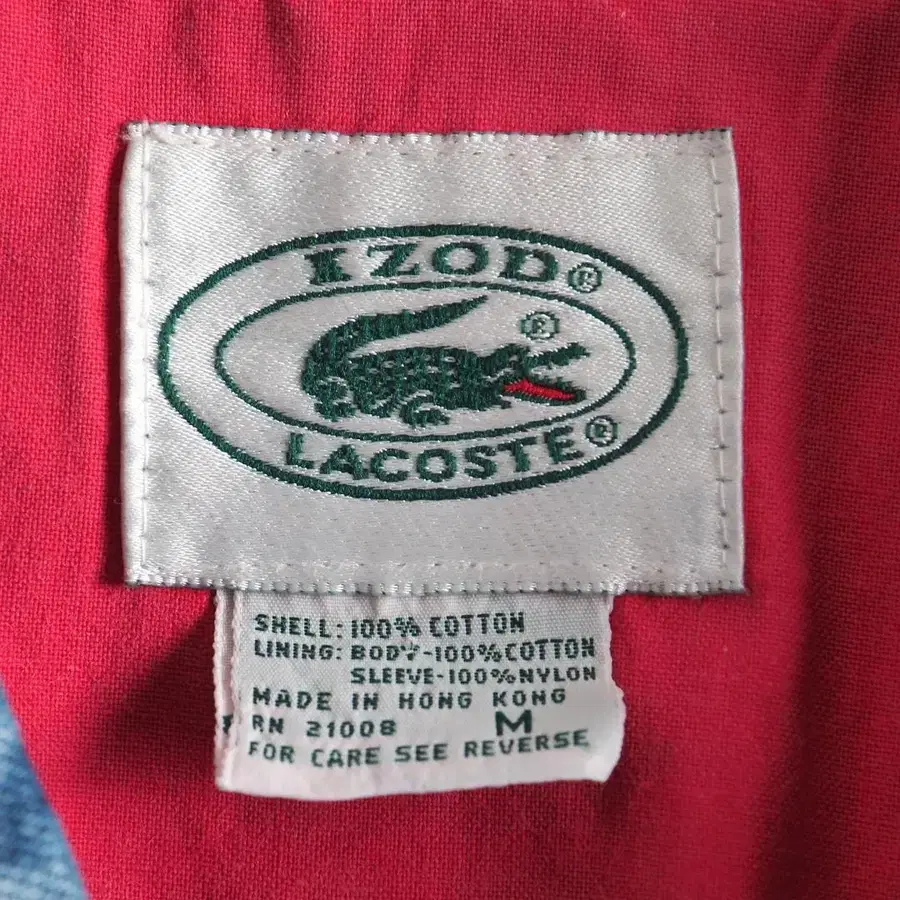 IZOD®
®
LACOSTE®
SHELL: 100% COTTON
LINING: BODY-100% COTTON
SLEEVE-100% NYLON
MADE IN HONG KONG
RN 21008 M
FOR CARE SEE REVERSE